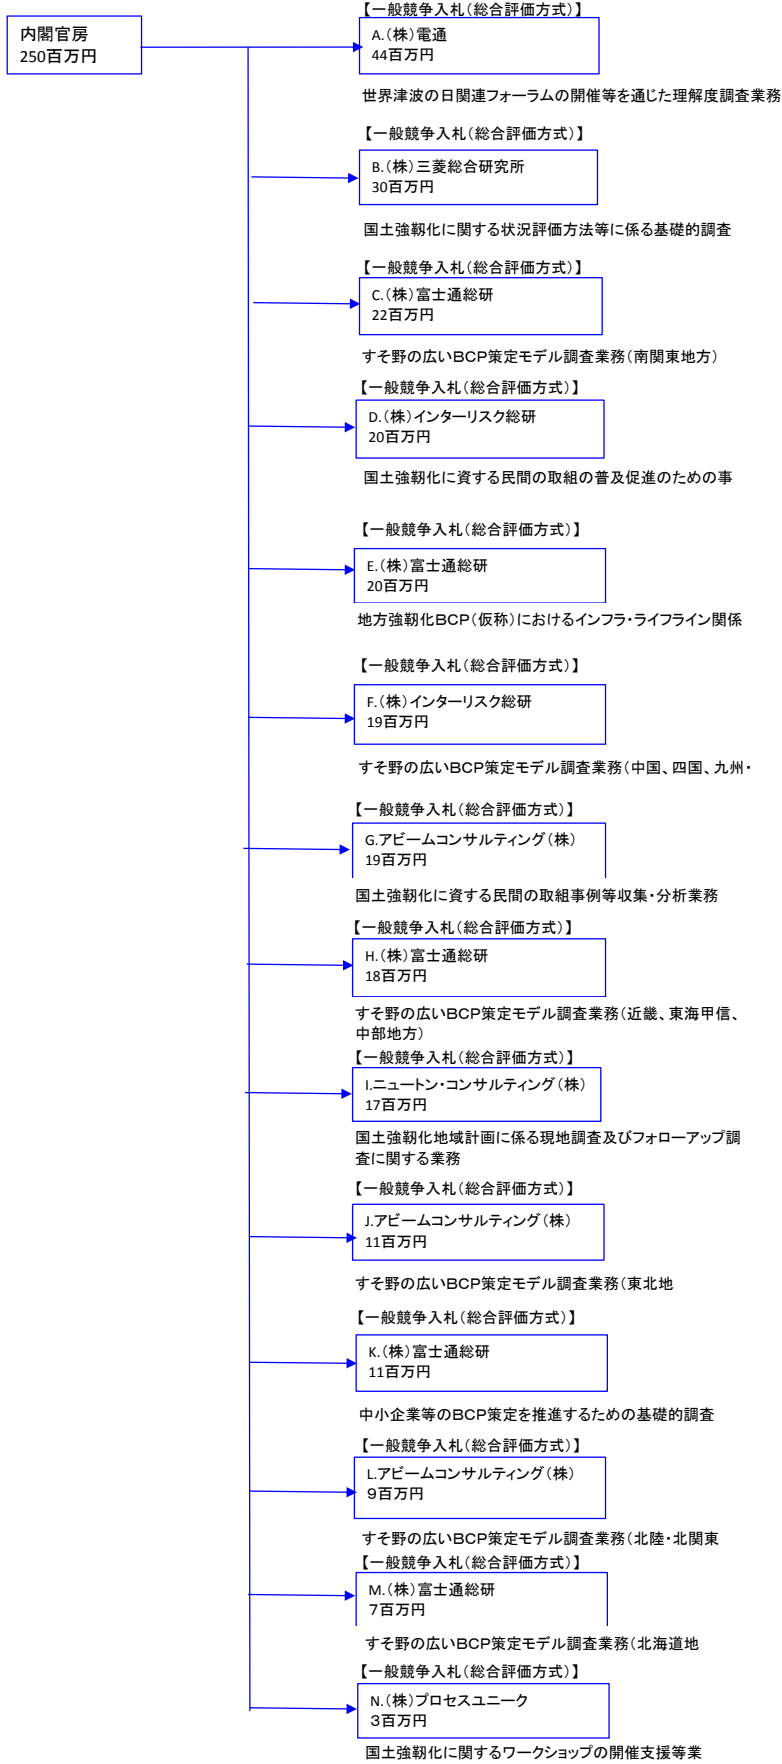 内閣官房
250百万円
【一般競争入札(総合評価方式)】
A.(株)電通
44百万円
世界津波の日関連フォーラムの開催等を通じた理解度調査業務
【一般競争入札(総合評価方式)】
B.(株)三菱総合研究所
30百万円
国土強靭化に関する状況評価方法等に係る基礎的調査
【一般競争入札(総合評価方式)】
C.(株)富士通総研
22百万円
すそ野の広いBCP策定モデル調査業務(南関東地方)
【一般競争入札(総合評価方式)】
D.(株)インターリスク総研
20百万円
国土強靭化に資する民間の取組の普及促進のための事
【一般競争入札(総合評価方式)】
E.(株)富士通総研
20百万円
地方強靭化BCP(仮称)におけるインフラ・ライフライン関係
【一般競争入札(総合評価方式)】
F.(株)インターリスク総研
19百万円
すそ野の広いBCP策定モデル調査業務(中国、四国、九州・
【一般競争入札(総合評価方式)】
G.アビームコンサルティング(株)
19百万円
国土強靭化に資する民間の取組事例等収集・分析業務
【一般競争入札(総合評価方式)】
H.(株)富士通総研
18百万円
すそ野の広いBCP策定モデル調査業務(近畿、東海甲信、
中部地方)
【一般競争入札(総合評価方式)】
I.ニュートン・コンサルティング(株)
17百万円
国土強靭化地域計画に係る現地調査及びフォローアップ調
査に関する業務
【一般競争入札(総合評価方式)】
J.アビームコンサルティング(株)
11百万円
すそ野の広いBCP策定モデル調査業務(東北地
【一般競争入札(総合評価方式)】
K.(株)富士通総研
11百万円
中小企業等のBCP策定を推進するための基礎的調査
【一般競争入札(総合評価方式)】
L.アビームコンサルティング(株)
9百万円
すそ野の広いBCP策定モデル調査業務(北陸・北関東
【一般競争入札(総合評価方式)】
M.(株)富士通総研
7百万円
すそ野の広いBCP策定モデル調査業務(北海道地
【一般競争入札(総合評価方式)】
N.(株)プロセスユニーク
3百万円
国土強靭化に関するワークショップの開催支援等業